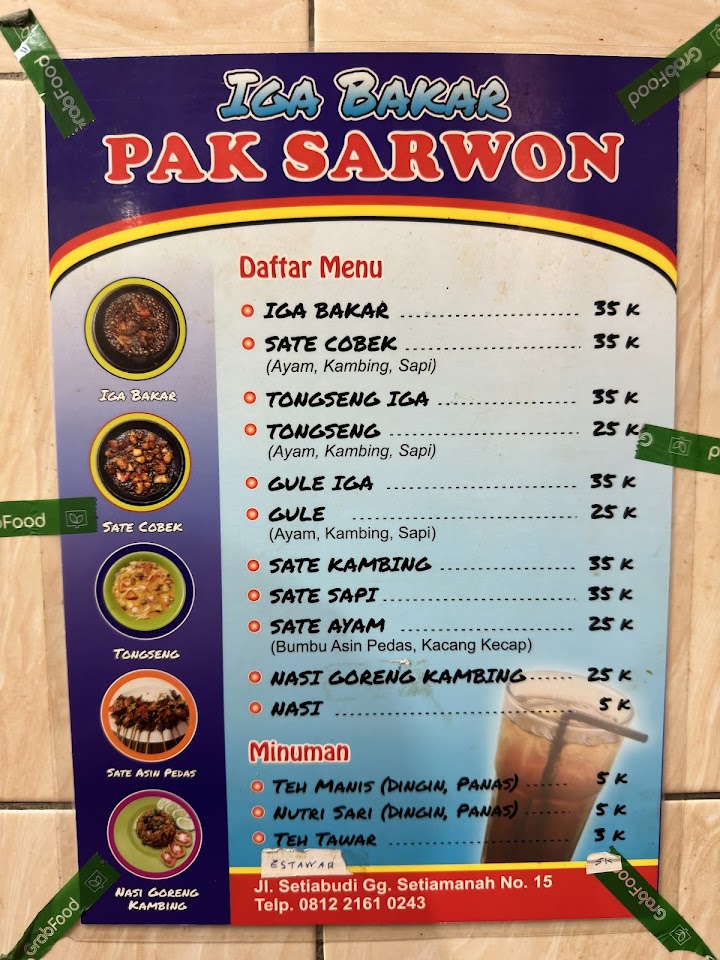 IGA BAKAR
PAK SARWON
Daftar Menu
IGA BAKAR 35 K
SATE COBEK 35 K
(Ayam, Kambing, Sapi)
TONGSENG IGA 35 K
TONGSENG 25 K
(Ayam, Kambing, Sapi)
GULE IGA 35 K
GULE 25 K
(Ayam, Kambing, Sapi)
SATE KAMBING 35 K
SATE SAPI 35 K
SATE AYAM 25 K
(Bumbu Asin Pedas, Kacang Kecap)
NASI GORENG KAMBING 25 K
NASI 5 K
Minuman
TEH MANIS (DINGIN, PANAS) 5 K
NUTRI SARI (DINGIN, PANAS) 5 K
TEH TAWAR 3 K
ESTAWAR 5K
Jl. Setiabudi Gg. Setiamanah No. 15
Telp. 0812 2161 0243
IGA BAKAR
SATE COBEK
TONGSENG
SATE ASIN PEDAS
NASI GORENG
KAMBING
GrabFood
GrabFood
Food
GrabFood
GrabFood